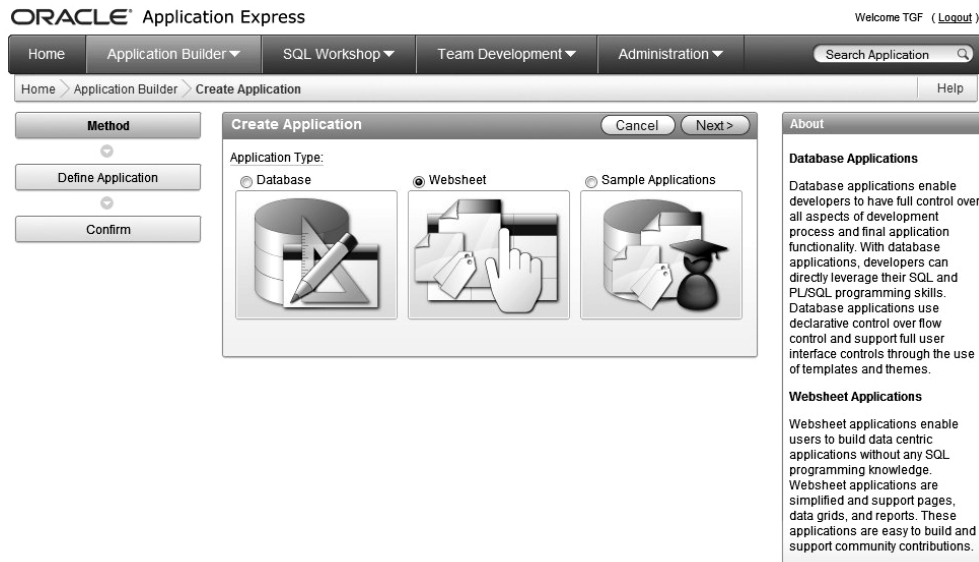 ORACLE Application Express
Welcome TGF ( Logout )
Home Application Builder SQL Workshop Team Development Administration Search Application
Home Application Builder Create Application Help
Method
Define Application
Confirm
Create Application Cancel Next >
Application Type:
Database Websheet Sample Applications
About
Database Applications
Database applications enable
developers to have full control over
all aspects of development
process and final application
functionality. With database
applications, developers can
directly leverage their SQL and
PL/SQL programming skills.
Database applications use
declarative control over flow
control and support full user
interface controls through the use
of templates and themes.
Websheet Applications
Websheet applications enable
users to build data centric
applications without any SQL
programming knowledge.
Websheet applications are
simplified and support pages,
data grids, and reports. These
applications are easy to build and
support community contributions.